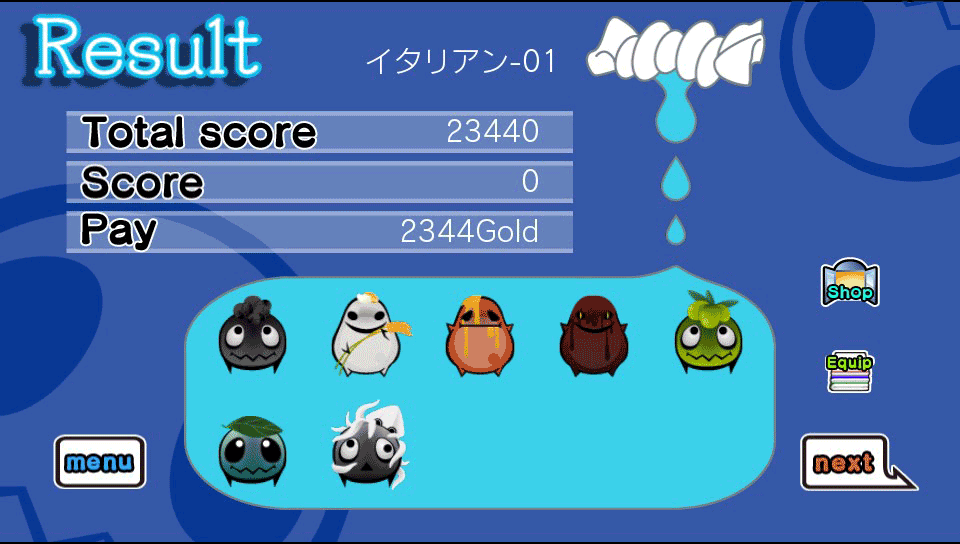 Result
イタリアン-01
Total score 23440
Score 0
Pay 2344Gold
Shop
Equip
menu
next